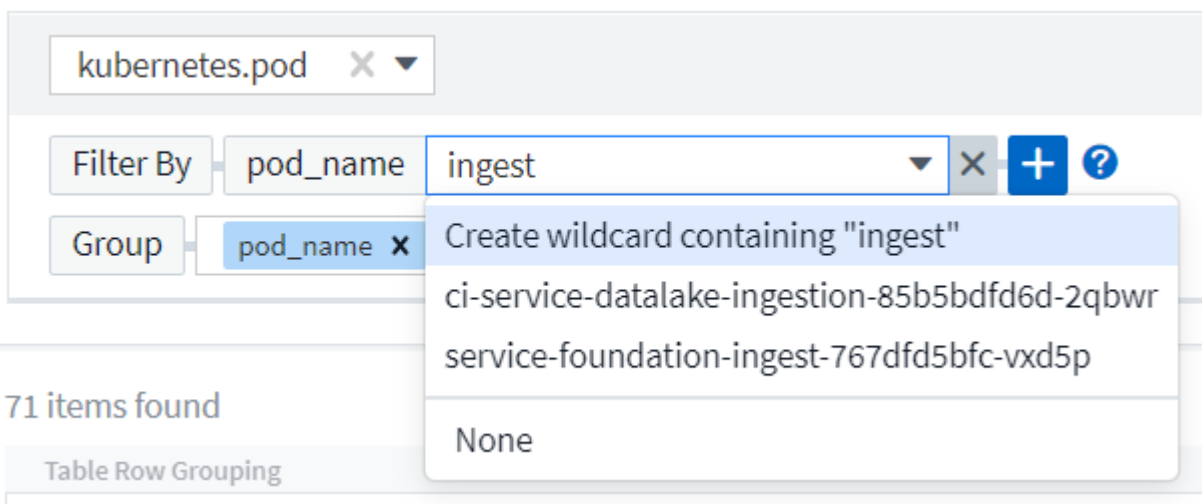 kubernetes.pod
Filter By pod_name ingest
Group pod_name
Create wildcard containing "ingest"
ci-service-datalake-ingestion-85b5bdfd6d-2qbwr
service-foundation-ingest-767dfd5bfc-vxd5p
None
71 items found
Table Row Grouping